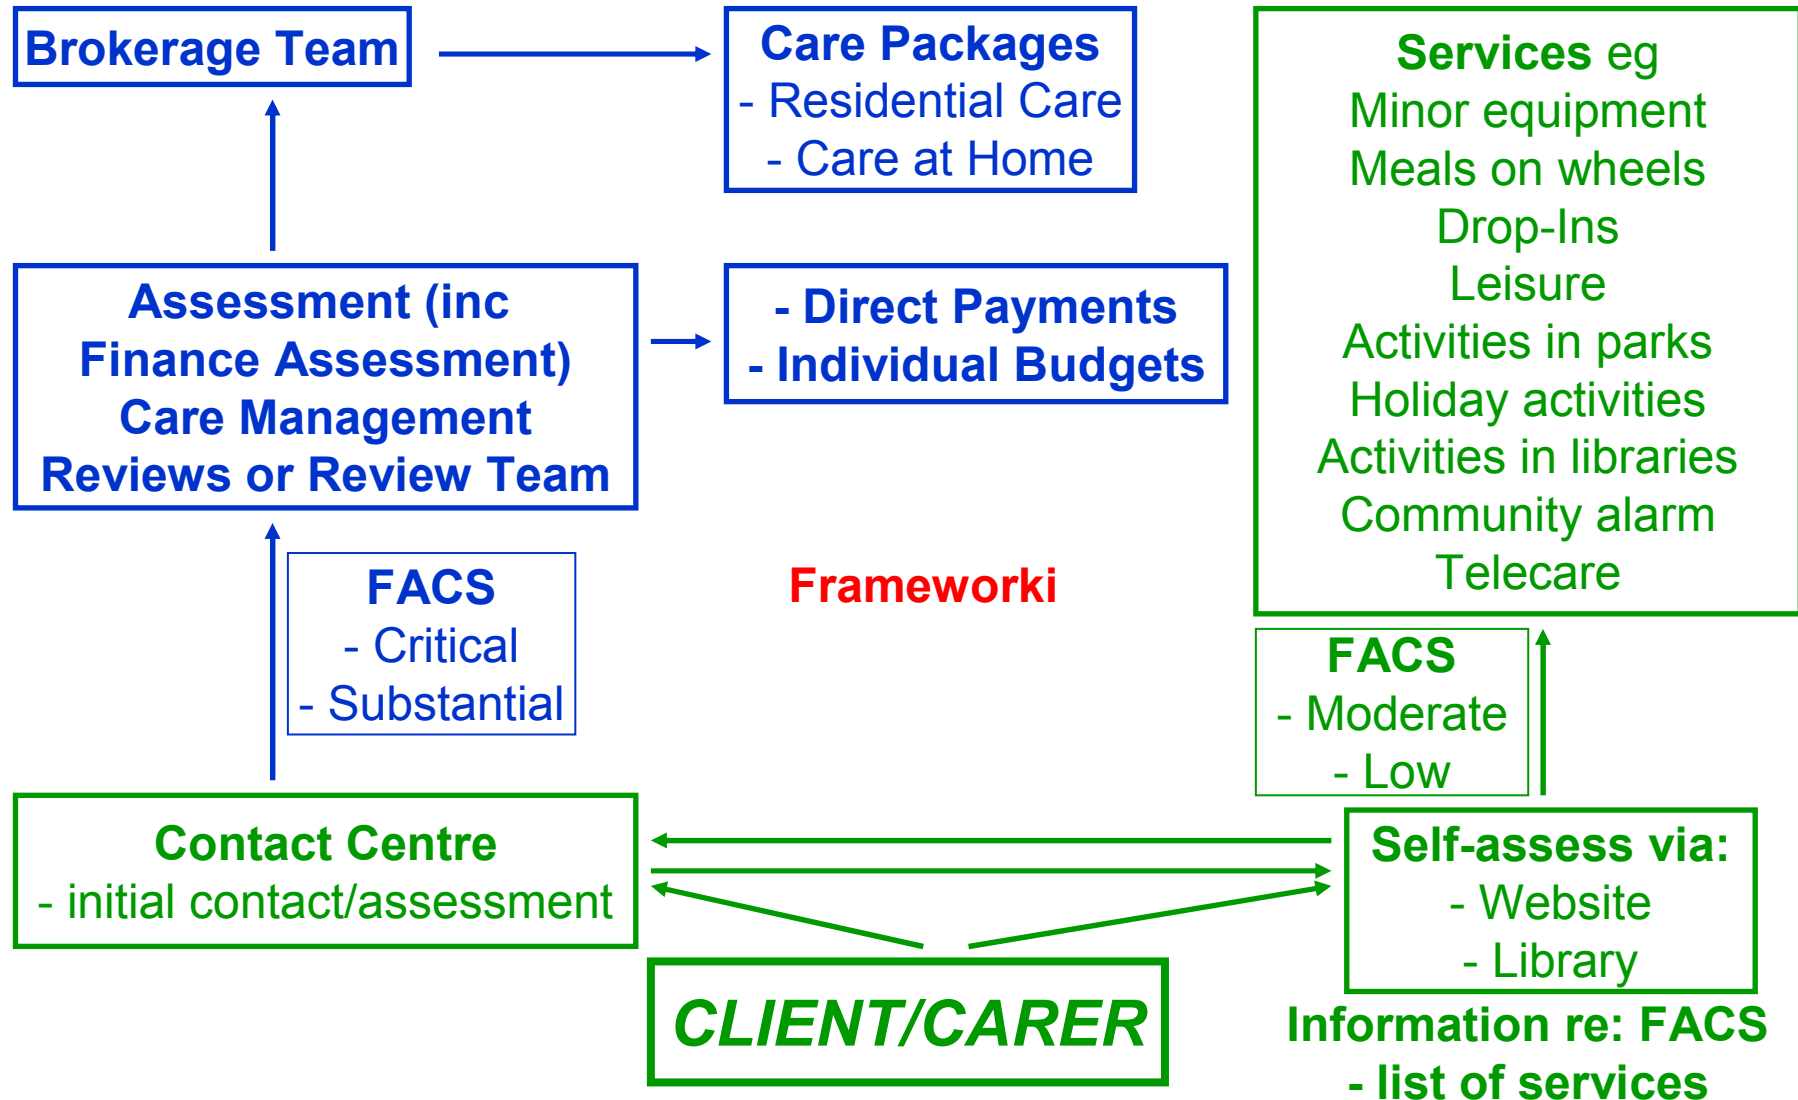 Brokerage Team
Care Packages
- Residential Care
- Care at Home
Services eg
Minor equipment
Meals on wheels
Drop-Ins
Leisure
Activities in parks
Holiday activities
Activities in libraries
Community alarm
Telecare
Assessment (inc
Finance Assessment)
Care Management
Reviews or Review Team
- Direct Payments
- Individual Budgets
FACS
- Critical
- Substantial
Frameworki
FACS
- Moderate
- Low
Contact Centre
- initial contact/assessment
Self-assess via:
- Website
- Library
CLIENT/CARER
Information re: FACS
- list of services